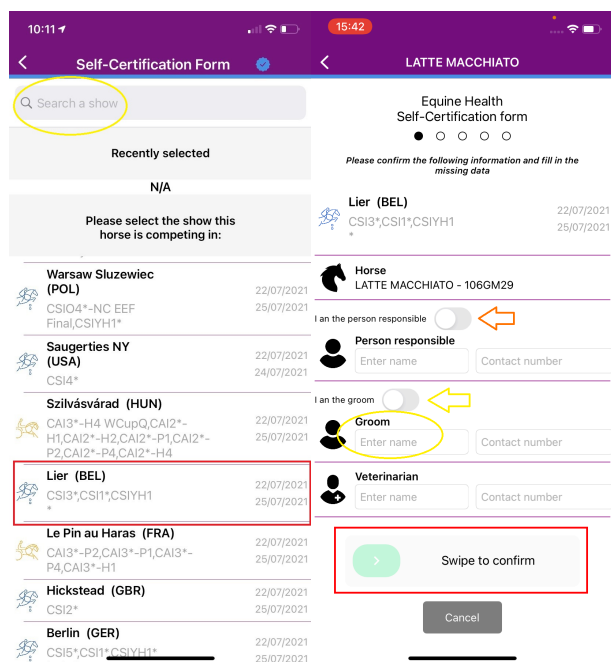 10:11
Self-Certification Form
Search a show
Recently selected
N/A
Please select the show this
horse is competing in:
Warsaw Sluzewiec
(POL)
CSIO4*-NC EEF
Final,CSIYH1*
22/07/2021
25/07/2021
Saugerties NY
(USA)
CSI4*
22/07/2021
24/07/2021
Szilvásvárad (HUN)
CAI3*-H4 WCupQ,CAI2*-
H1,CAI2*-H2,CAI2*-P1,CAI2*-
P2,CAI2*-P4,CAI2*-H4
22/07/2021
25/07/2021
Lier (BEL)
CSI3*,CSI1*,CSIYH1
*
22/07/2021
25/07/2021
Le Pin au Haras (FRA)
CAI3*-P2,CAI3*-P1,CAI3*-
P4,CAI3*-H1
22/07/2021
25/07/2021
Hickstead (GBR)
CSI2*
22/07/2021
25/07/2021
Berlin (GER)
CSI5*,CSI1*CSIYH1*
22/07/2021
25/07/2021
15:42
LATTE MACCHIATO
Equine Health
Self-Certification form
Please confirm the following information and fill in the
missing data
Lier (BEL)
CSI3*,CSI1*,CSIYH1
*
22/07/2021
25/07/2021
Horse
LATTE MACCHIATO - 106GM29
I an the person responsible
Person responsible
Enter name
Contact number
I an the groom
Groom
Enter name
Contact number
Veterinarian
Enter name
Contact number
Swipe to confirm
Cancel